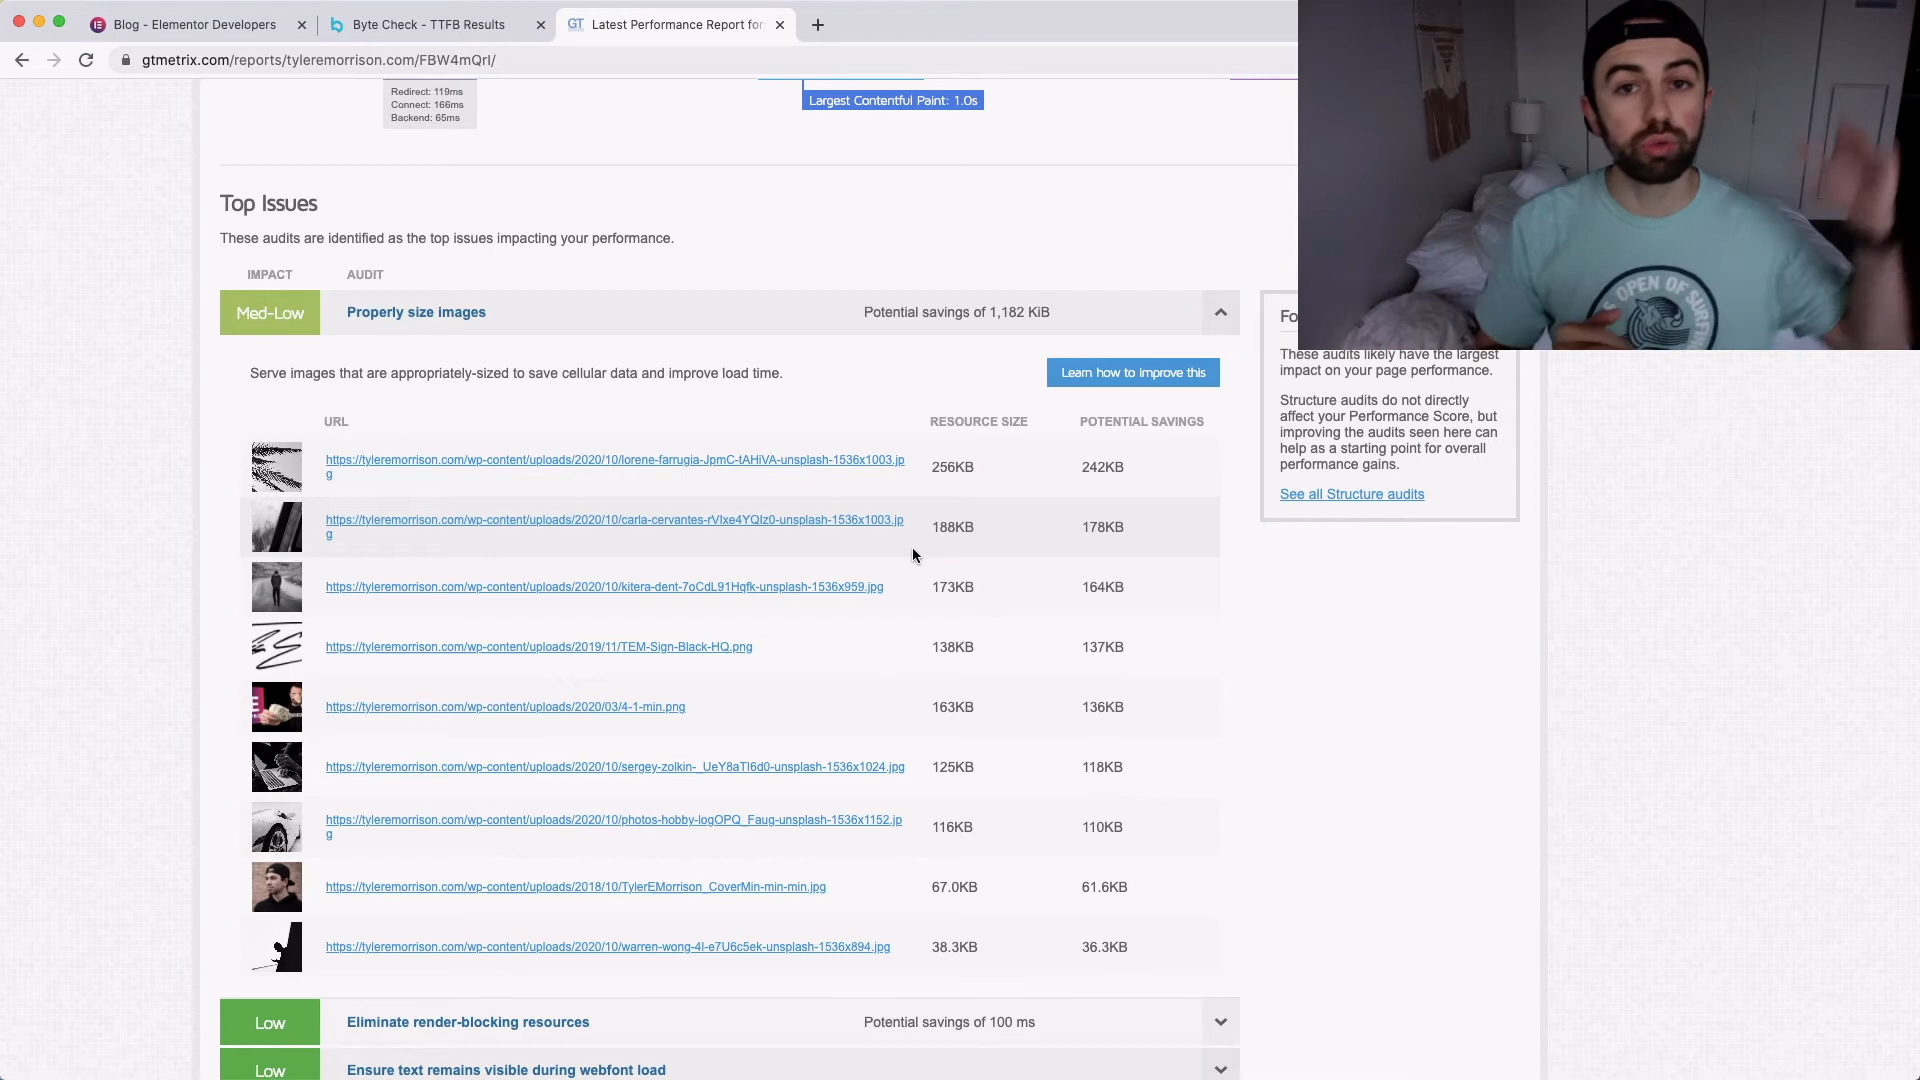 Blog - Elementor Developers
Byte Check - TTFB Results
GT Latest Performance Report for
gtmetrix.com/reports/tyleremorrison.com/FBW4mQrI/
Redirect: 119ms
Connect: 166ms
Backend: 65ms
Largest Contentful Paint: 1.0s
Top Issues
These audits are identified as the top issues impacting your performance.
IMPACT AUDIT
Med-Low Properly size images Potential savings of 1,182 KiB
Serve images that are appropriately-sized to save cellular data and improve load time.
Learn how to improve this
URL RESOURCE SIZE POTENTIAL SAVINGS
https://tyleremorrison.com/wp-content/uploads/2020/10/lorene-farrugia-JpmC-tAHiVA-unsplash-1536x1003.jp
g
256KB 242KB
https://tyleremorrison.com/wp-content/uploads/2020/10/carla-cervantes-rVlxe4YQIz0-unsplash-1536x1003.jp
g
188KB 178KB
https://tyleremorrison.com/wp-content/uploads/2020/10/kitera-dent-7oCdL91Hqfk-unsplash-1536x959.jpg 173KB 164KB
https://tyleremorrison.com/wp-content/uploads/2019/11/TEM-Sign-Black-HQ.png 138KB 137KB
https://tyleremorrison.com/wp-content/uploads/2020/03/4-1-min.png 163KB 136KB
https://tyleremorrison.com/wp-content/uploads/2020/10/sergey-zolkin-_UeY8aTI6d0-unsplash-1536x1024.jpg 125KB 118KB
https://tyleremorrison.com/wp-content/uploads/2020/10/photos-hobby-logOPQ_Faug-unsplash-1536x1152.jp
g
116KB 110KB
https://tyleremorrison.com/wp-content/uploads/2018/10/TylerEMorrison_CoverMin-min-min.jpg 67.0KB 61.6KB
https://tyleremorrison.com/wp-content/uploads/2020/10/warren-wong-4l-e7U6c5ek-unsplash-1536x894.jpg 38.3KB 36.3KB
Low Eliminate render-blocking resources Potential savings of 100 ms
Low Ensure text remains visible during webfont load
Fo
These audits likely have the largest
impact on your page performance.
Structure audits do not directly
affect your Performance Score, but
improving the audits seen here can
help as a starting point for overall
performance gains.
See all Structure audits
OPEN OF SURF